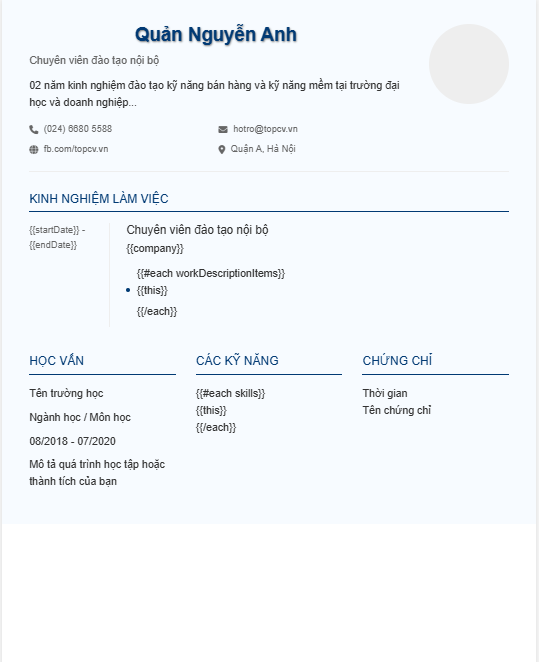 Quản Nguyễn Anh
Chuyên viên đào tạo nội bộ
02 năm kinh nghiệm đào tạo kỹ năng bán hàng và kỹ năng mềm tại trường đại
học và doanh nghiệp...
(024) 6680 5588
hotro@topcv.vn
fb.com/topcv.vn
Quận A, Hà Nội
KINH NGHIỆM LÀM VIỆC
{{startDate}} -
{{endDate}}
Chuyên viên đào tạo nội bộ
{{company}}
{{#each workDescriptionItems}}
{{this}}
{{/each}}
HỌC VẤN
Tên trường học
Ngành học / Môn học
08/2018 - 07/2020
Mô tả quá trình học tập hoặc
thành tích của bạn
CÁC KỸ NĂNG
{{#each skills}}
{{this}}
{{/each}}
CHỨNG CHỈ
Thời gian
Tên chứng chỉ